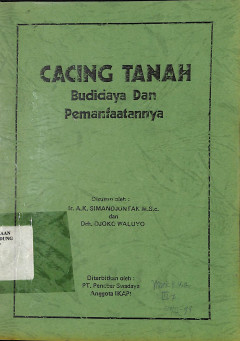 CACING TANAH
Budidaya Dan
Pemanfaatannya
Disusun oleh :
Ir. A.K. SIMANDJUNTAK M.Sc.
dan
Drs. DJOKO WALUYO
Diterbitkan oleh :
PT. Penebar Swadaya
Anggota IKAPI